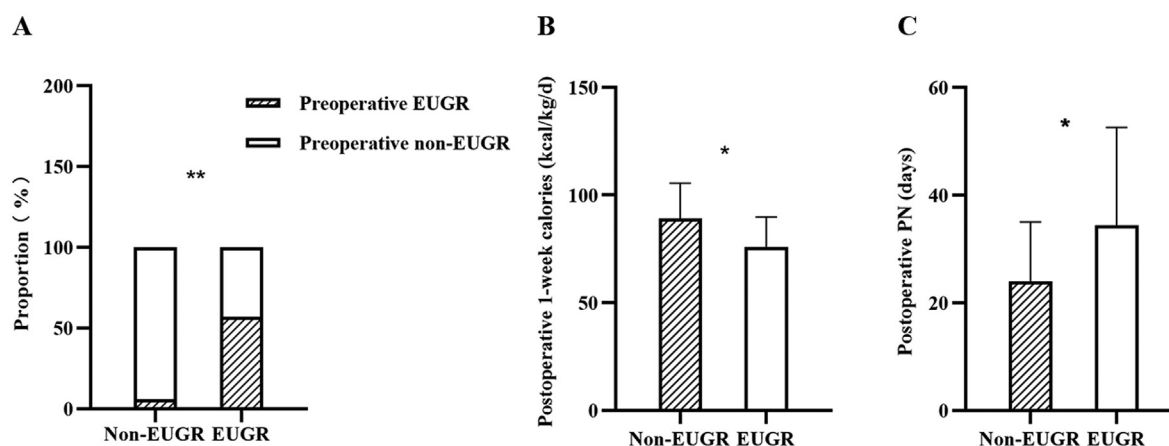 A
Proportion ( %)
200
150
100
50
0
**
Preoperative EUGR
Preoperative non-EUGR
Non-EUGR EUGR
B
Postoperative 1-week calories (kcal/kg/d)
150
100
50
0
*
Non-EUGR EUGR
C
Postoperative PN (days)
60
40
20
0
*
Non-EUGR EUGR